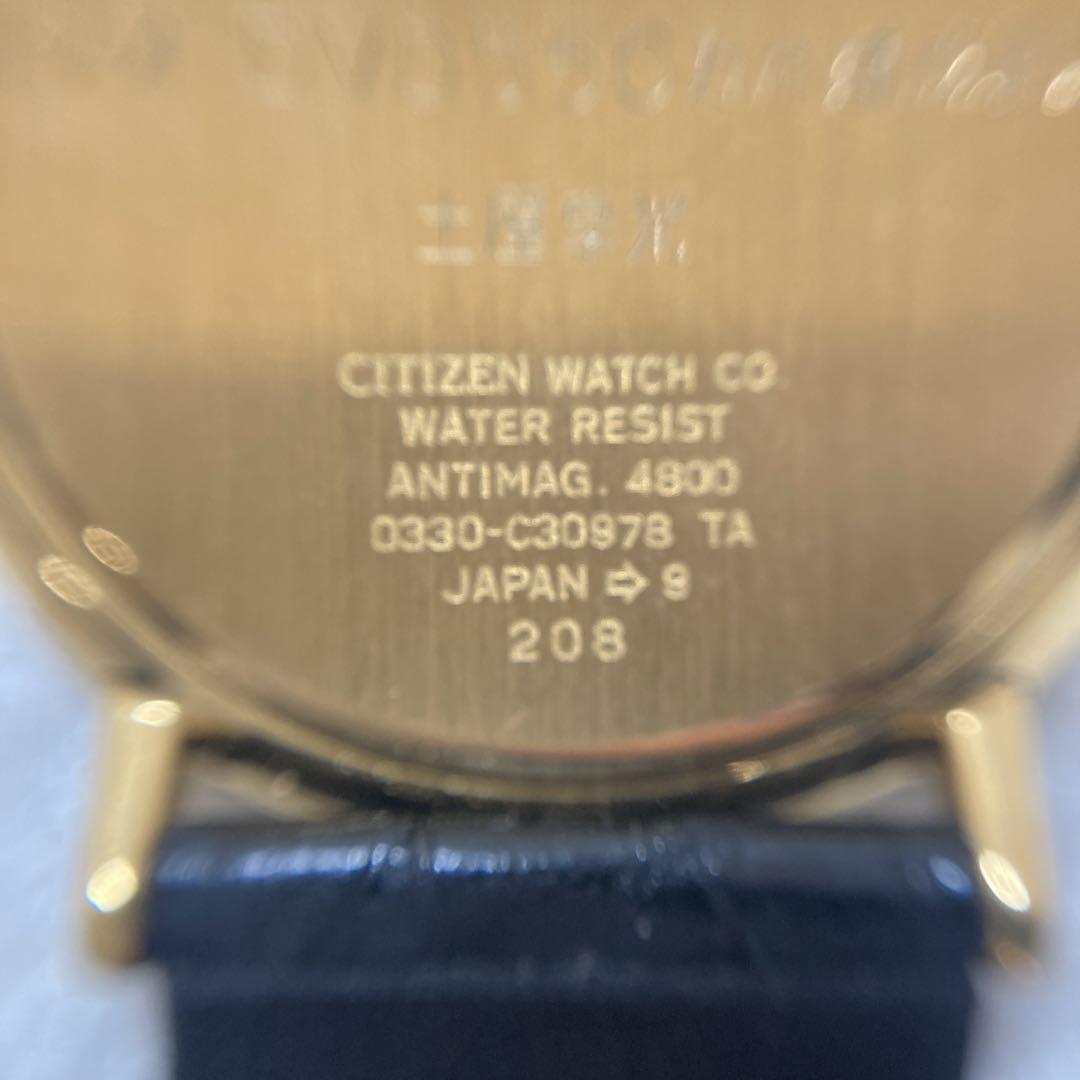 CITIZEN WATCH CO.
WATER RESIST
ANTIMAG. 4800
0330-C30978 TA
JAPAN ⇨ 9
208